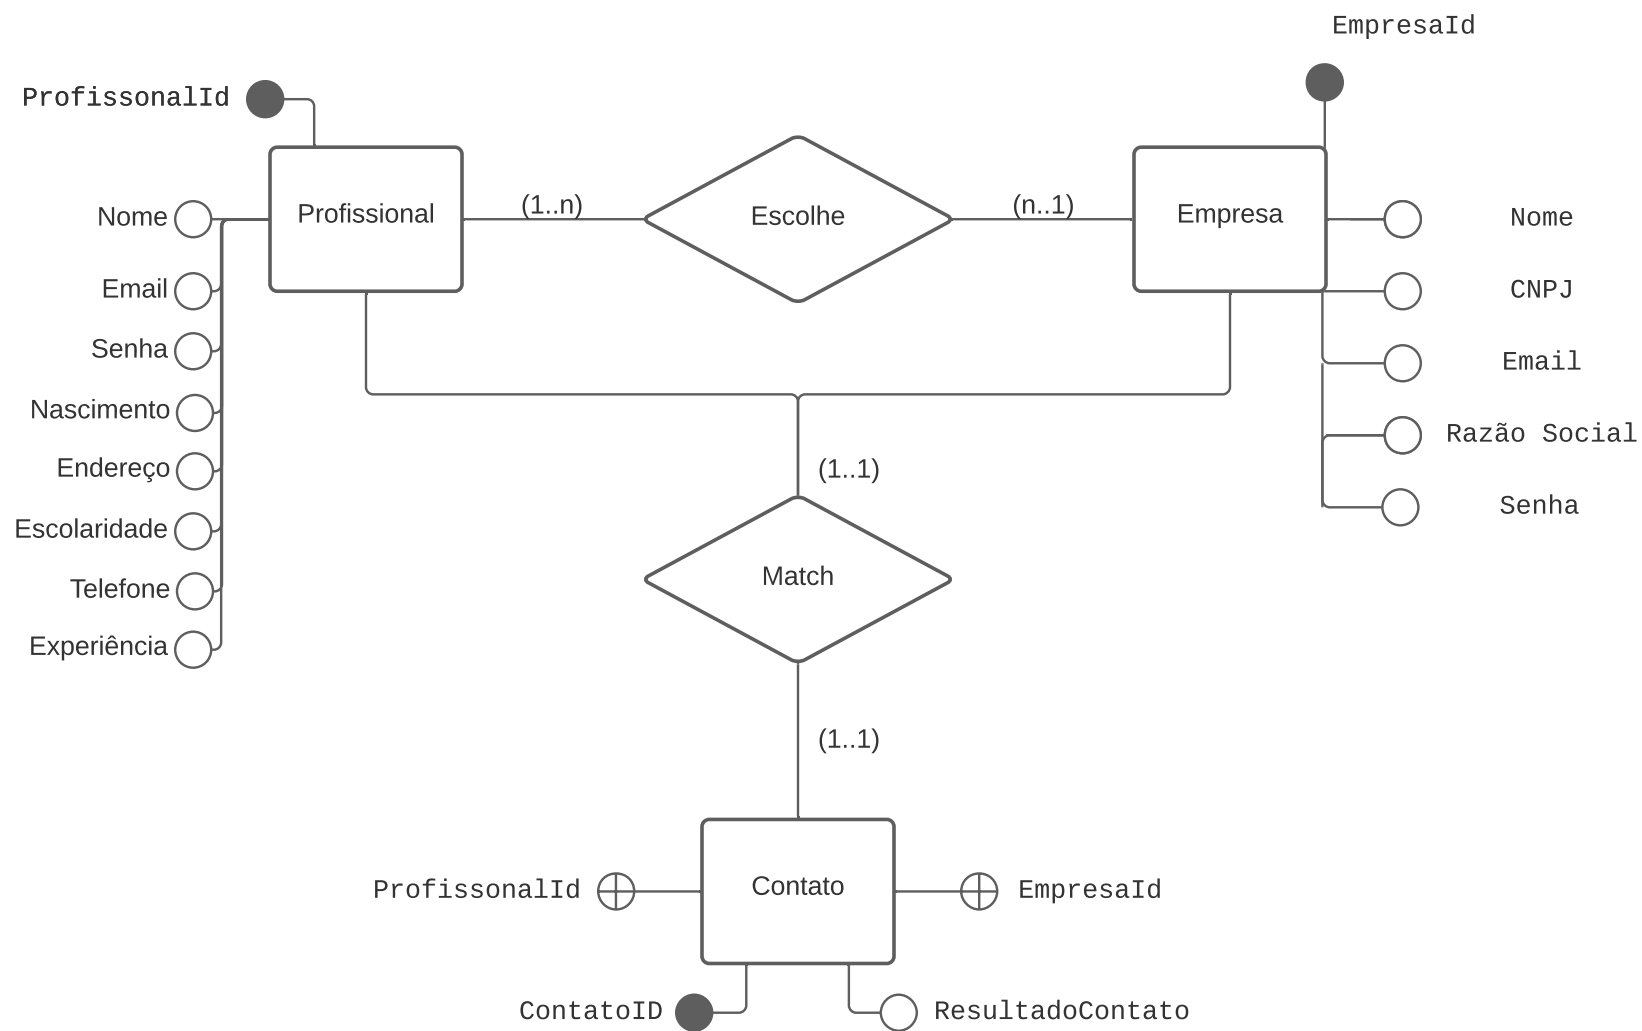 EmpresaId
ProfissonalId
Profissional
(1..n)
Escolhe
(n..1)
Empresa
Nome
Nome
Email
CNPJ
Senha
Email
Nascimento
Razão Social
Endereço
(1..1)
Escolaridade
Senha
Match
Telefone
Experiência
(1..1)
ProfissonalId
Contato
EmpresaId
ContatoID
ResultadoContato